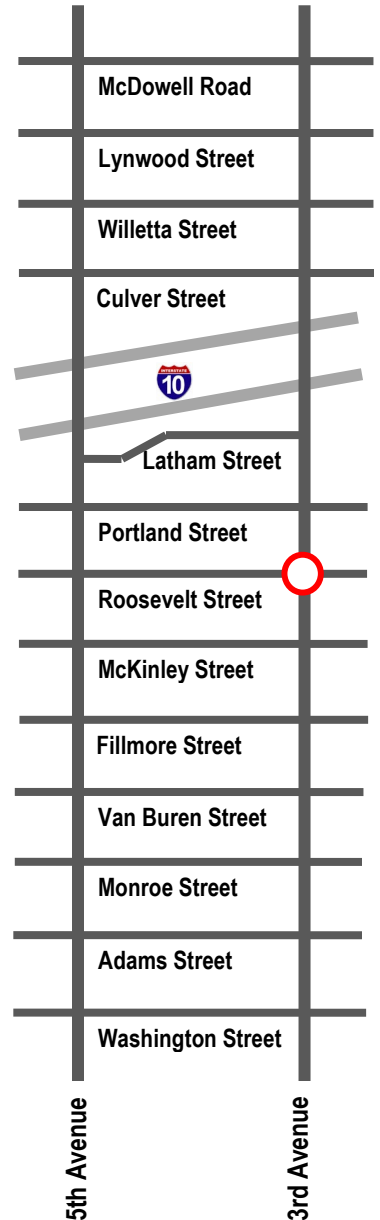 McDowell Road
Lynwood Street
Willetta Street
Culver Street
INTERSTATE
10
Latham Street
Portland Street
Roosevelt Street
McKinley Street
Fillmore Street
Van Buren Street
Monroe Street
Adams Street
Washington Street
5th Avenue
3rd Avenue